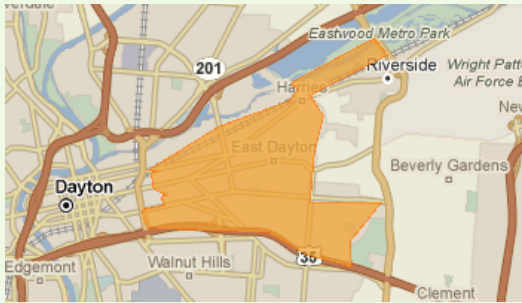 verdale
Eastwood Metro Park
201
Riverside
Wright Patt
Air Force B
Harries
New
East Dayton
Beverly Gardens
Dayton
35
Edgemont
Walnut Hills
Clement